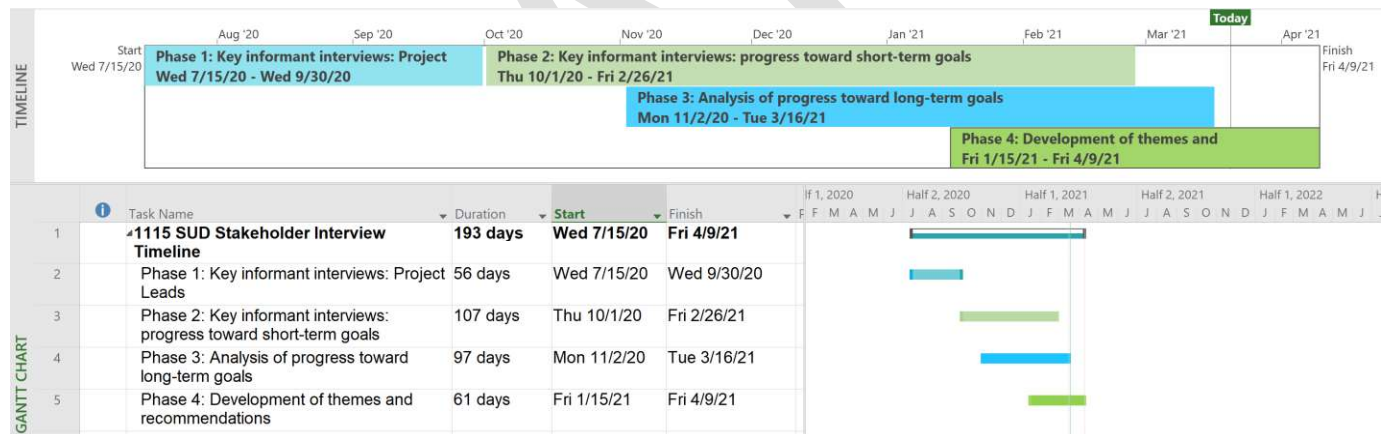 Today
Aug '20 Sep '20 Oct '20 Nov '20 Dec '20 Jan '21 Feb '21 Mar '21 Apr '21
Start
Wed 7/15/20
Phase 1: Key informant interviews: Project
Wed 7/15/20 - Wed 9/30/20
Phase 2: Key informant interviews: progress toward short-term goals
Thu 10/1/20 - Fri 2/26/21
Finish
Fri 4/9/21
Phase 3: Analysis of progress toward long-term goals
Mon 11/2/20 - Tue 3/16/21
Phase 4: Development of themes and
Fri 1/15/21 - Fri 4/9/21
TIMELINE
lf 1, 2020 Half 2, 2020 Half 1, 2021 Half 2, 2021 Half 1, 2022 H
Task Name Duration Start Finish F F M A M J J A S O N D J F M A M J J A S O N D J F M A M J J
1 1115 SUD Stakeholder Interview 193 days Wed 7/15/20 Fri 4/9/21
Timeline
2 Phase 1: Key informant interviews: Project 56 days Wed 7/15/20 Wed 9/30/20
Leads
3 Phase 2: Key informant interviews: 107 days Thu 10/1/20 Fri 2/26/21
progress toward short-term goals
4 Phase 3: Analysis of progress toward 97 days Mon 11/2/20 Tue 3/16/21
long-term goals
5 Phase 4: Development of themes and 61 days Fri 1/15/21 Fri 4/9/21
recommendations
GANTT CHART